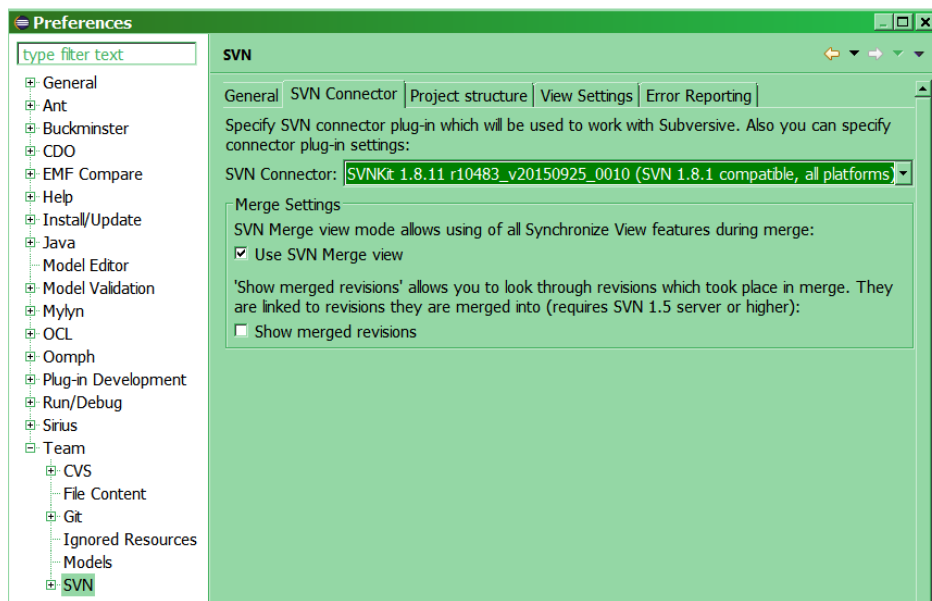 Preferences
type filter text
General
Ant
Buckminster
CDO
EMF Compare
Help
Install/Update
Java
Model Editor
Model Validation
Mylyn
OCL
Oomph
Plug-in Development
Run/Debug
Sirius
Team
CVS
File Content
Git
Ignored Resources
Models
SVN
SVN
General SVN Connector Project structure View Settings Error Reporting
Specify SVN connector plug-in which will be used to work with Subversive. Also you can specify
connector plug-in settings:
SVN Connector: SVNKit 1.8.11 r10483_v20150925_0010 (SVN 1.8.1 compatible, all platforms)
Merge Settings
SVN Merge view mode allows using of all Synchronize View features during merge:
Use SVN Merge view
'Show merged revisions' allows you to look through revisions which took place in merge. They
are linked to revisions they are merged into (requires SVN 1.5 server or higher):
Show merged revisions